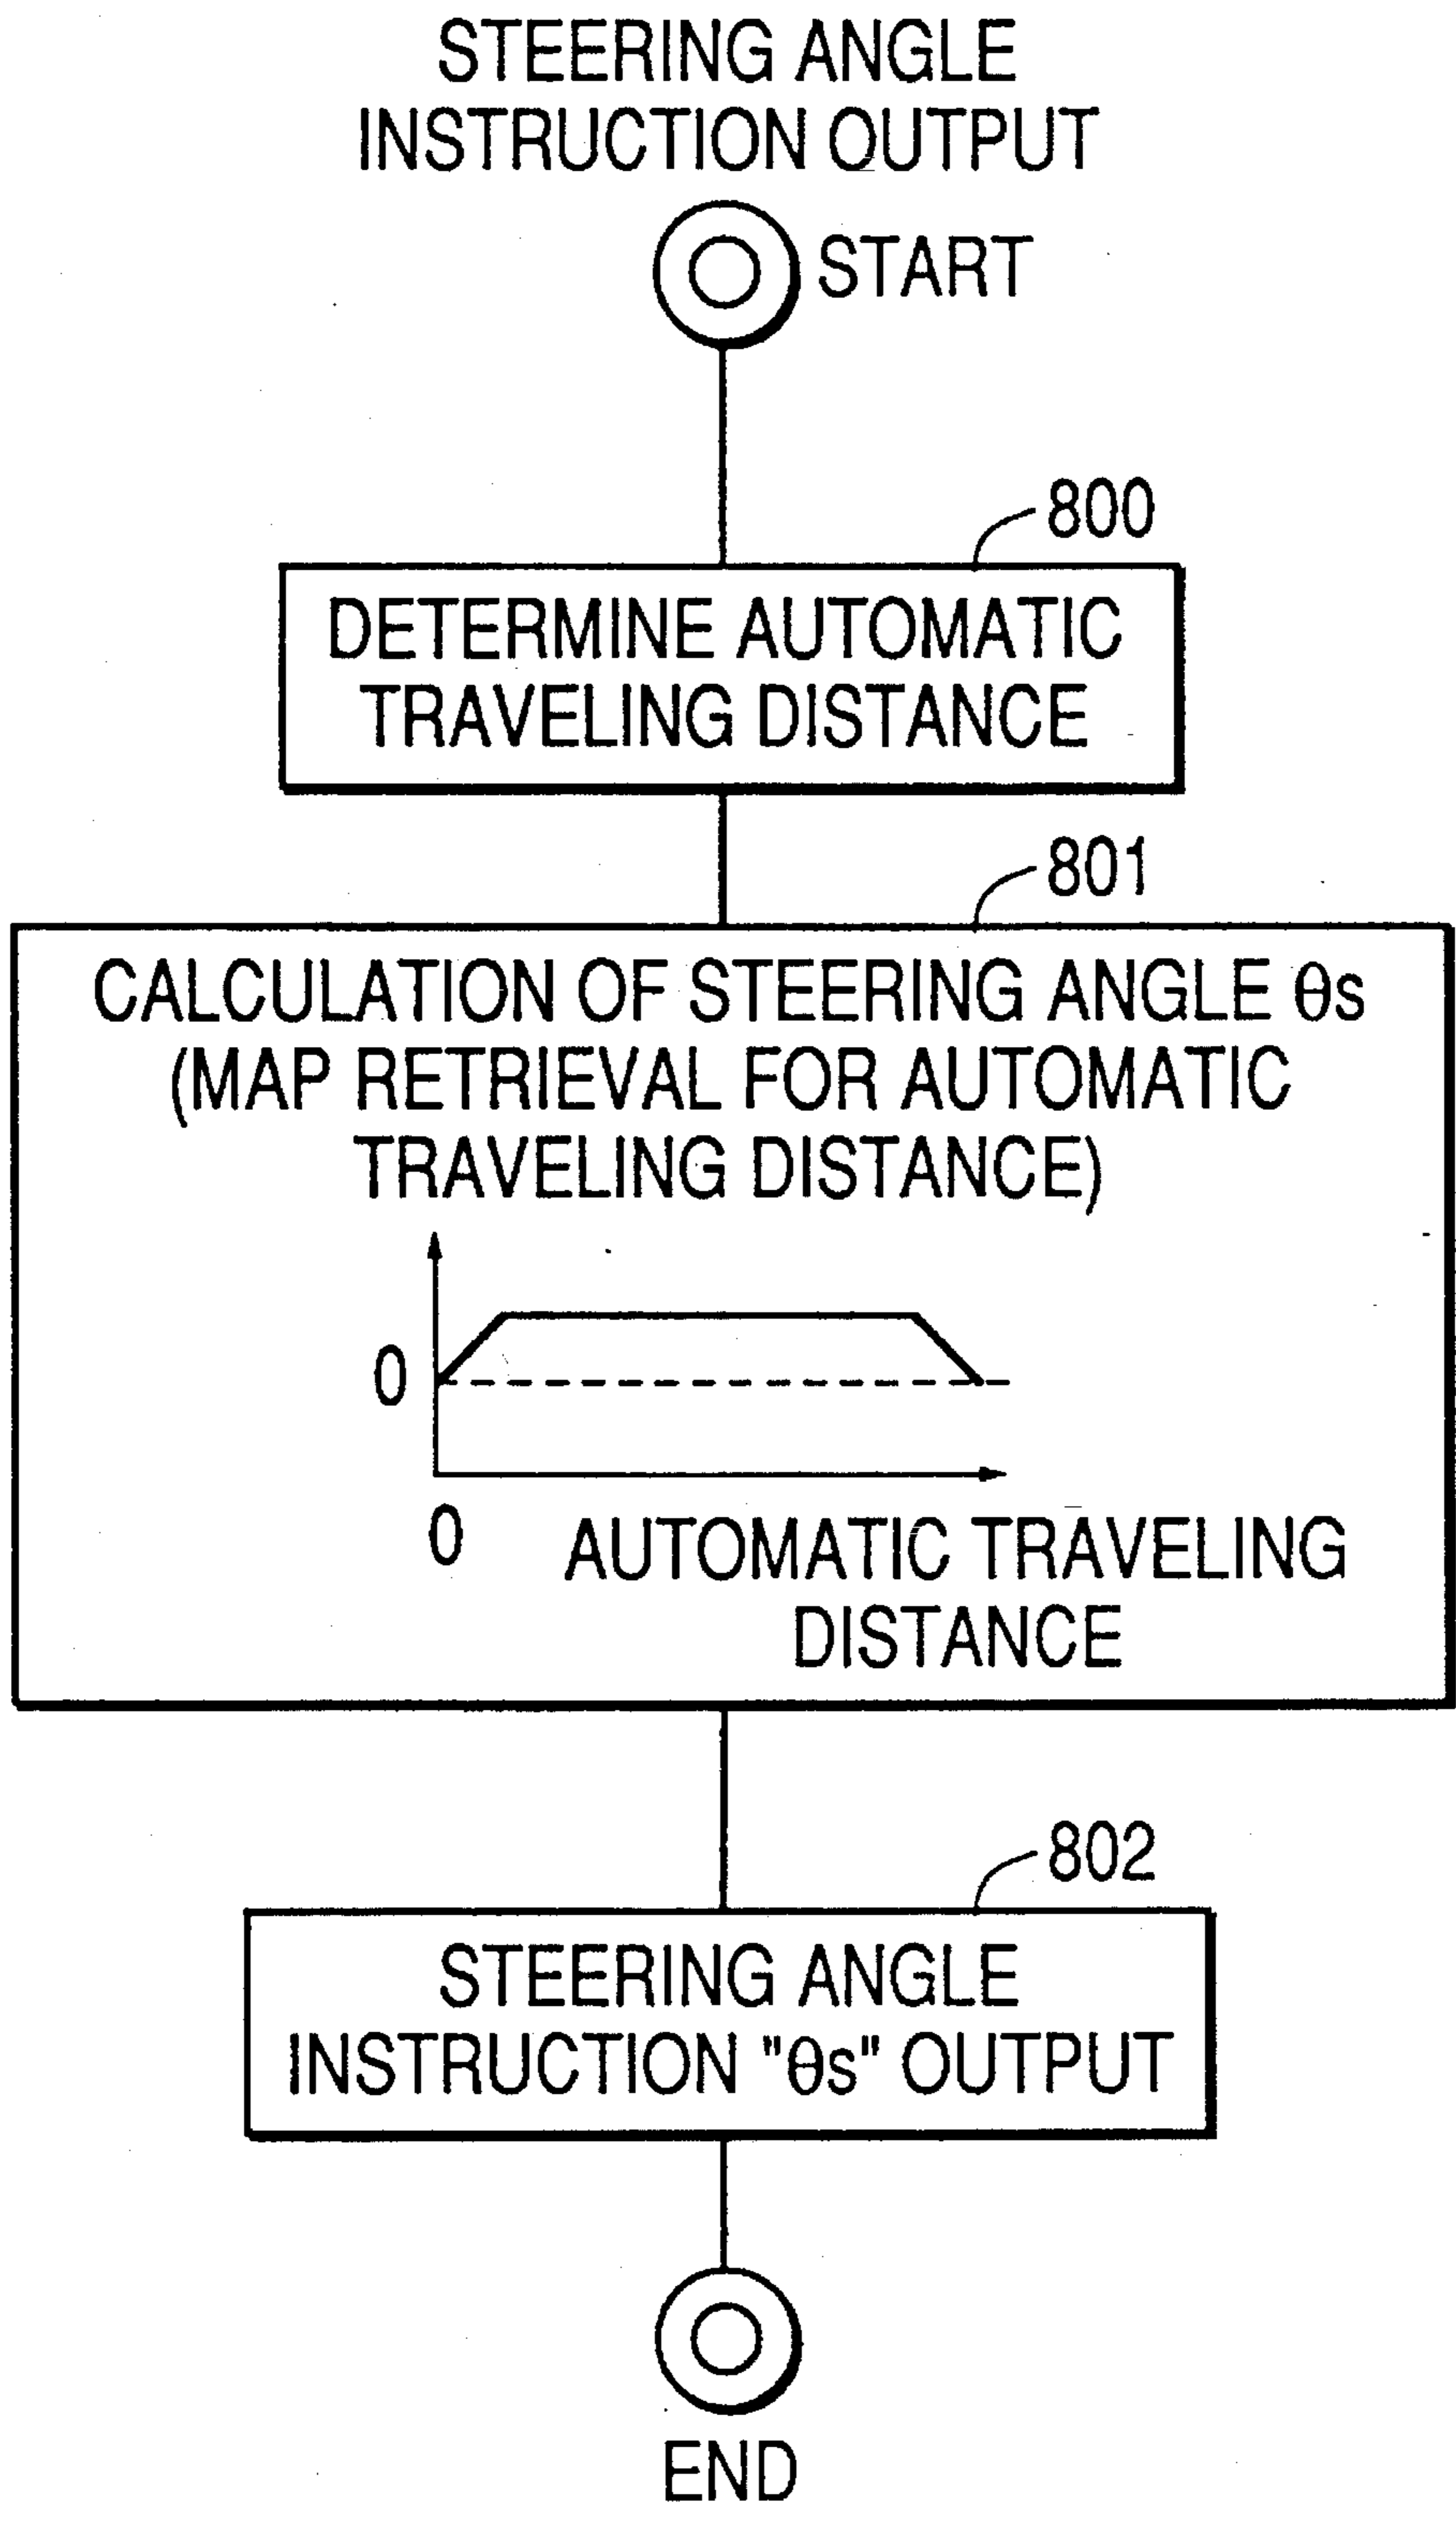 STEERING ANGLE
INSTRUCTION OUTPUT
START
800
DETERMINE AUTOMATIC
TRAVELING DISTANCE
801
CALCULATION OF STEERING ANGLE θs
(MAP RETRIEVAL FOR AUTOMATIC
TRAVELING DISTANCE)
0
0
AUTOMATIC TRAVELING
DISTANCE
802
STEERING ANGLE
INSTRUCTION "θs" OUTPUT
END